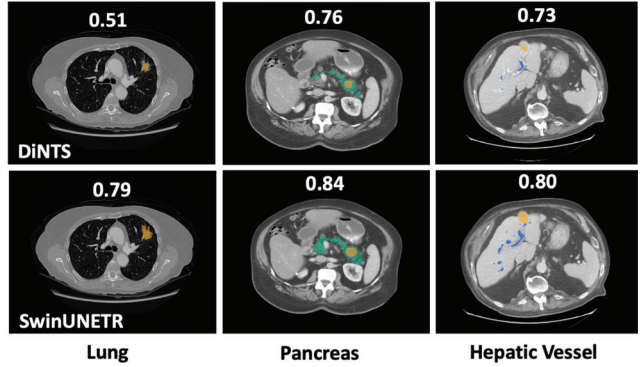 0.51 0.76 0.73
DiNTS
0.79 0.84 0.80
SwinUNETR
Lung Pancreas Hepatic Vessel